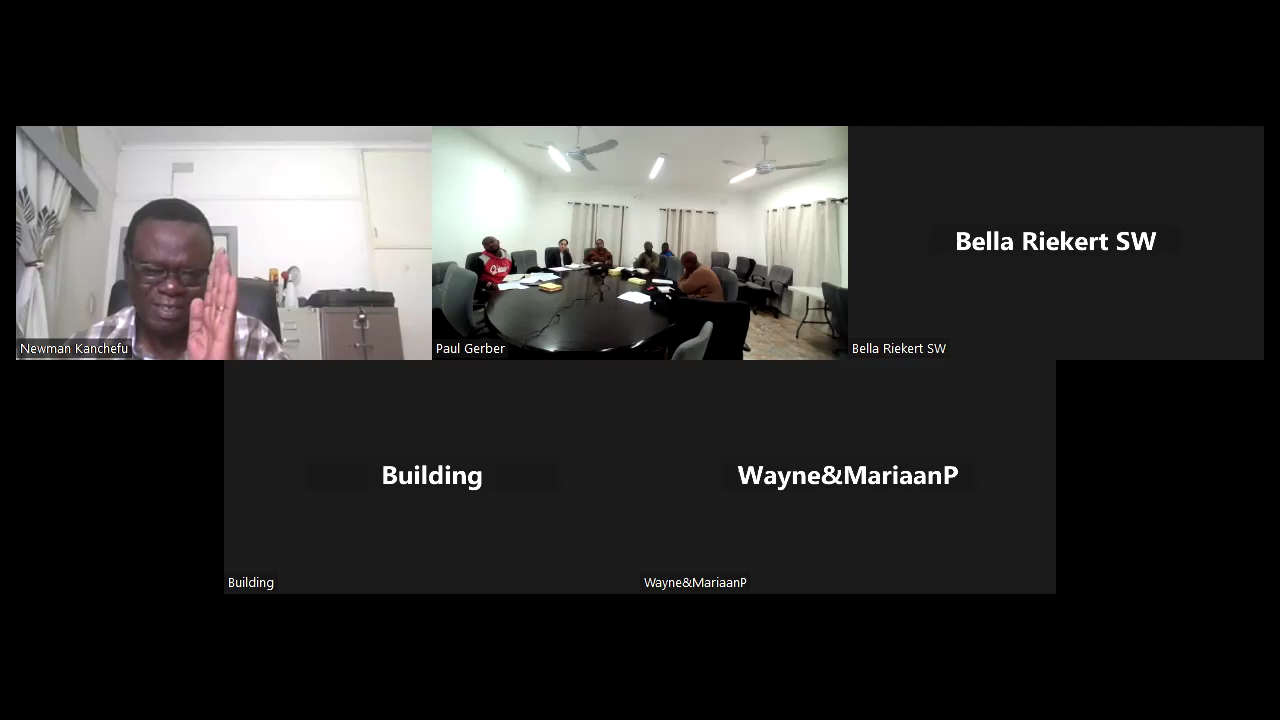 Newman Kanchefu
Paul Gerber
Bella Riekert SW
Bella Riekert SW
Building
Wayne&MariaanP
Building
Wayne&MariaanP